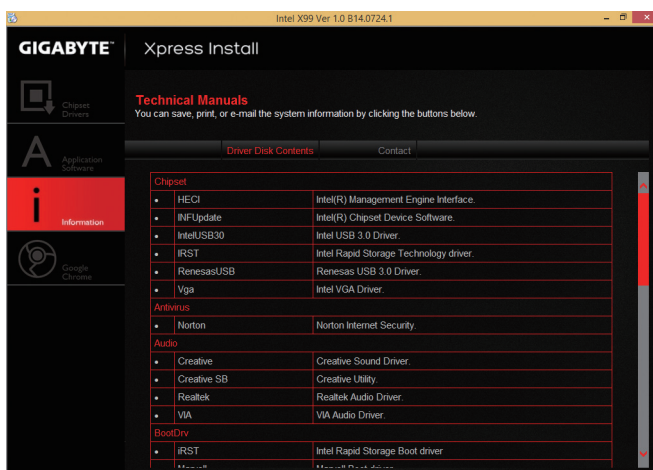 Intel X99 Ver 1.0 B14.0724.1
GIGABYTE™ Xpress Install
Technical Manuals
You can save, print, or e-mail the system information by clicking the buttons below.
Chipset
Drivers
Application
Software
Information
Google
Chrome
Driver Disk Contents Contact
Chipset
• HECI Intel(R) Management Engine Interface.
• INFUpdate Intel(R) Chipset Device Software.
• IntelUSB30 Intel USB 3.0 Driver.
• IRST Intel Rapid Storage Technology driver.
• RenesasUSB Renesas USB 3.0 Driver.
• Vga Intel VGA Driver.
Antivirus
• Norton Norton Internet Security.
Audio
• Creative Creative Sound Driver.
• Creative SB Creative Utility.
• Realtek Realtek Audio Driver.
• VIA VIA Audio Driver.
BootDrv
• iRST Intel Rapid Storage Boot driver
Marvell Marvell Boot driver